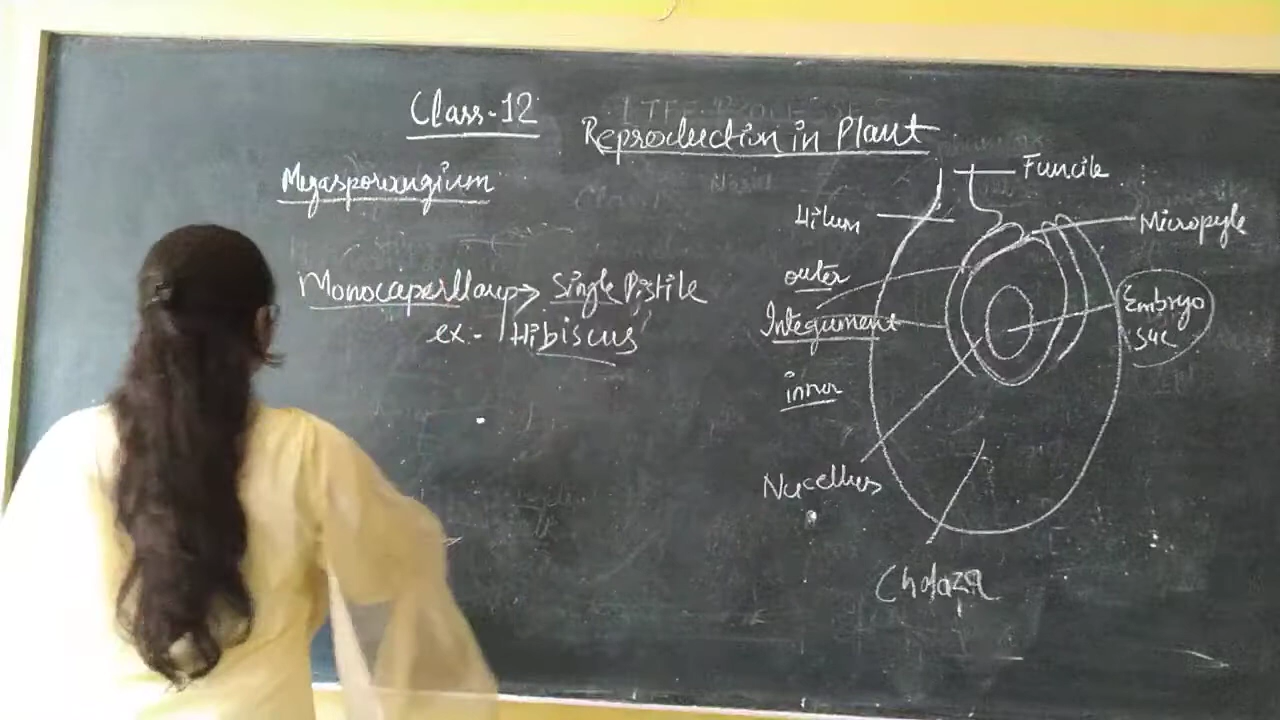 Class-12
Reproduction in Plant
Megasporangium
Monocaperllary → Single Pistile
ex:- Hibiscus
Funcile
Hilum
Micropyle
outer
Integument
inner
Embryo
sac
Nucellus
Chalaza